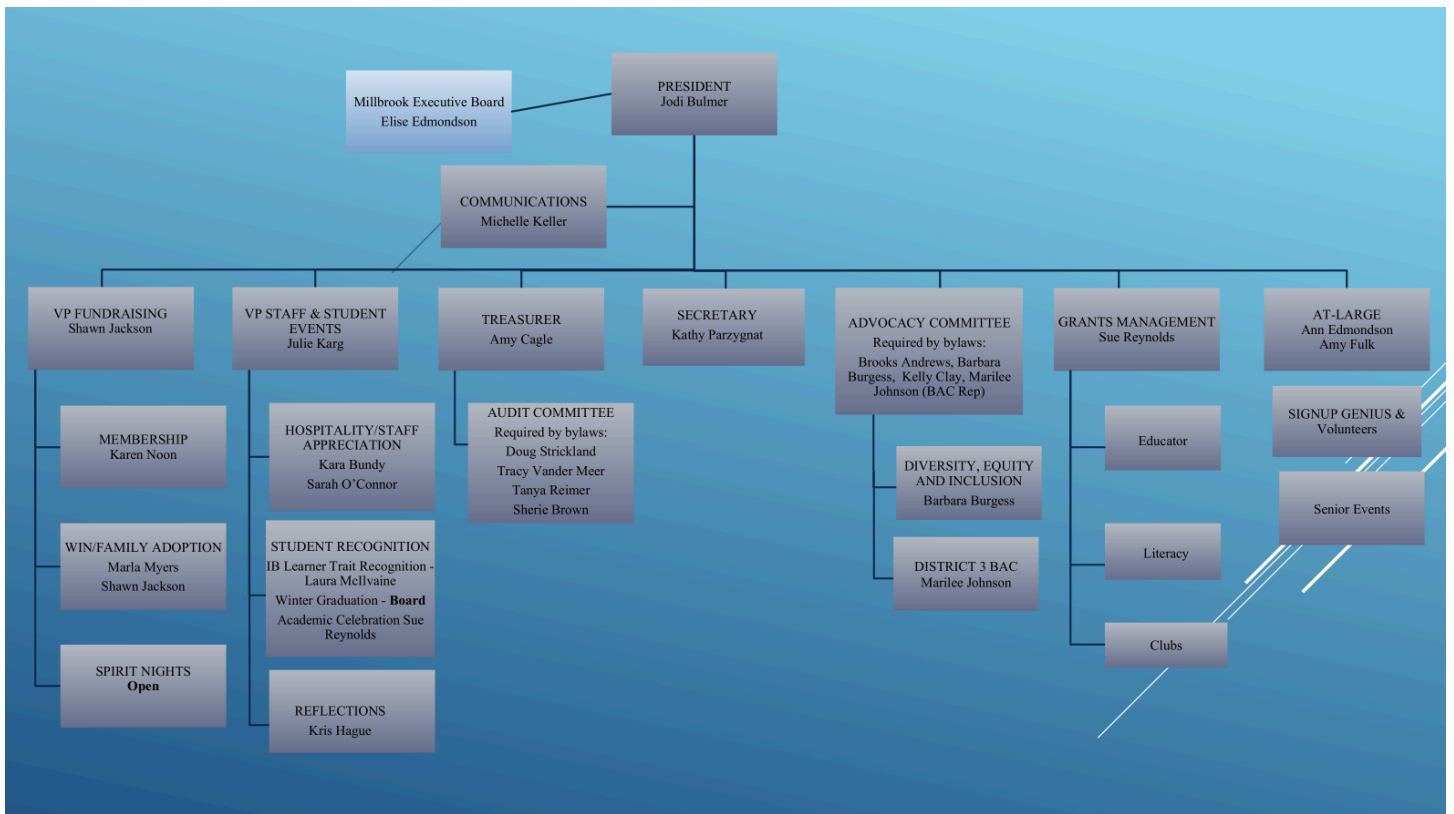 PRESIDENT
Jodi Bulmer
Millbrook Executive Board
Elise Edmondson
COMMUNICATIONS
Michelle Keller
VP FUNDRAISING
Shawn Jackson
MEMBERSHIP
Karen Noon
WIN/FAMILY ADOPTION
Marla Myers
Shawn Jackson
SPIRIT NIGHTS
Open
VP STAFF & STUDENT
EVENTS
Julie Karg
HOSPITALITY/STAFF
APPRECIATION
Kara Bundy
Sarah O’Connor
STUDENT RECOGNITION
IB Learner Trait Recognition -
Laura McIlvaine
Winter Graduation - Board
Academic Celebration Sue
Reynolds
REFLECTIONS
Kris Hague
TREASURER
Amy Cagle
AUDIT COMMITTEE
Required by bylaws:
Doug Strickland
Tracy Vander Meer
Tanya Reimer
Sherie Brown
SECRETARY
Kathy Parzygnat
ADVOCACY COMMITTEE
Required by bylaws:
Brooks Andrews, Barbara
Burgess, Kelly Clay, Marilee
Johnson (BAC Rep)
DIVERSITY, EQUITY
AND INCLUSION
Barbara Burgess
DISTRICT 3 BAC
Marilee Johnson
GRANTS MANAGEMENT
Sue Reynolds
Educator
Literacy
Clubs
AT-LARGE
Ann Edmondson
Amy Fulk
SIGNUP GENIUS &
Volunteers
Senior Events